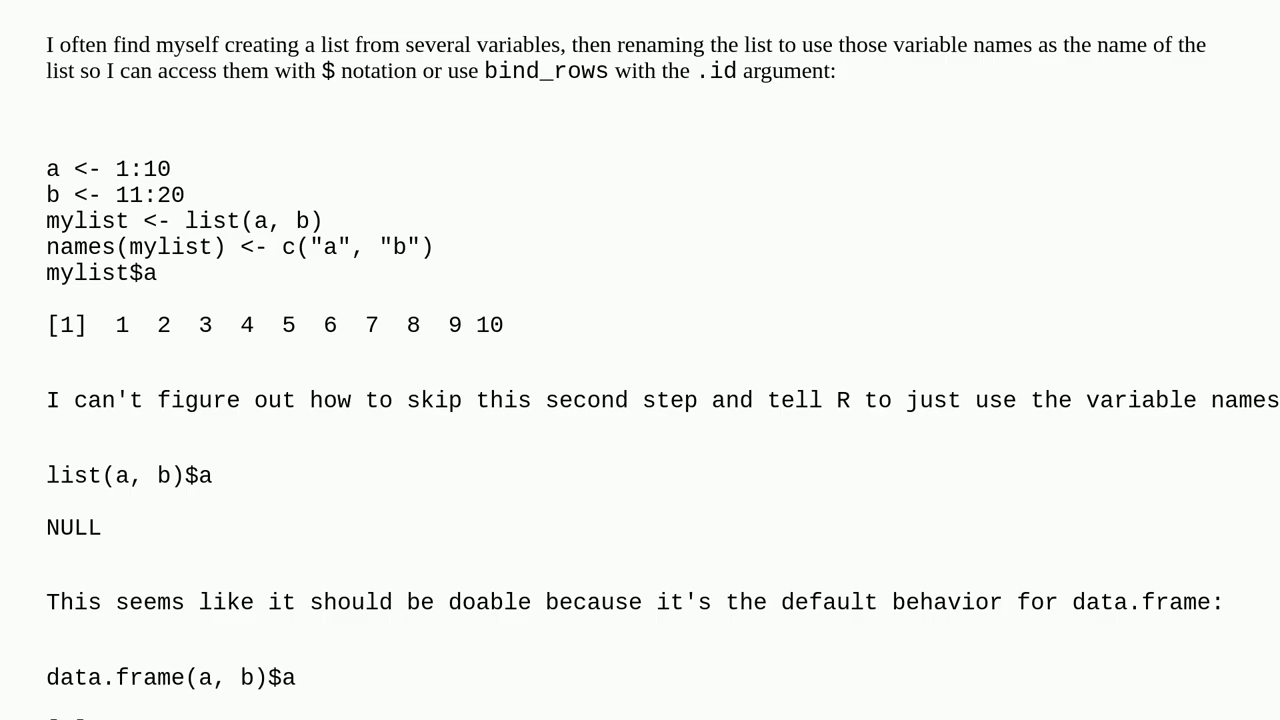 I often find myself creating a list from several variables, then renaming the list to use those variable names as the name of the
list so I can access them with $ notation or use bind_rows with the .id argument:
a <- 1:10
b <- 11:20
mylist <- list(a, b)
names(mylist) <- c("a", "b")
mylist$a
[1]  1  2  3  4  5  6  7  8  9 10
I can't figure out how to skip this second step and tell R to just use the variable names
list(a, b)$a
NULL
This seems like it should be doable because it's the default behavior for data.frame:
data.frame(a, b)$a